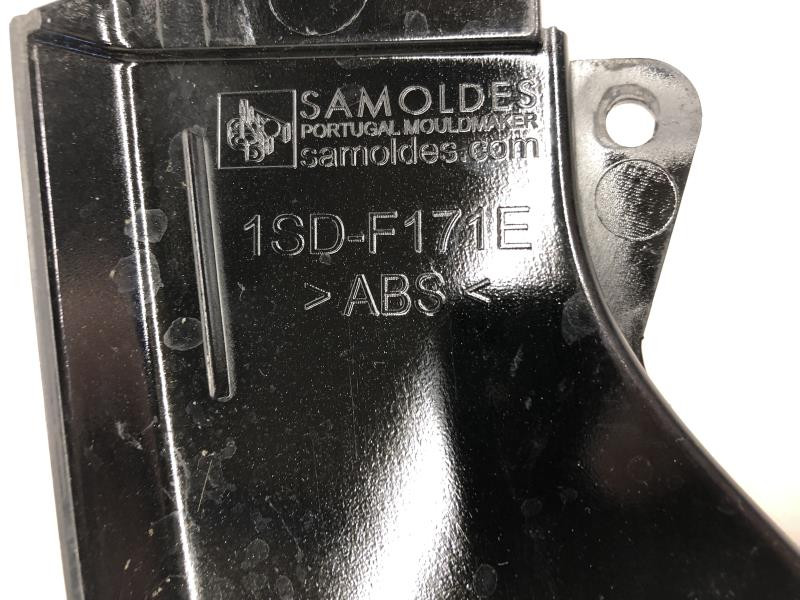 SAMOLDES
PORTUGAL MOULDMAKER
samoldes.com
1SD-F171E
> ABS <